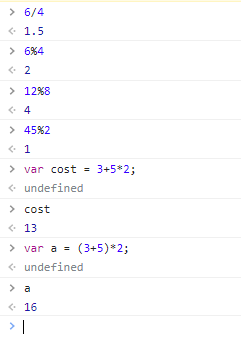 6/4
1.5
6%4
2
12%8
4
45%2
1
var cost = 3+5*2;
undefined
cost
13
var a = (3+5)*2;
undefined
a
16